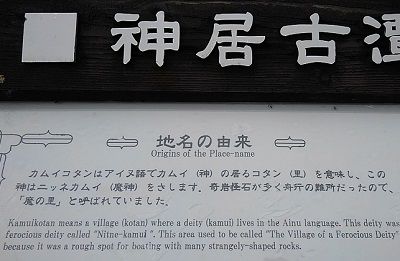 神居古潭
地名の由来
Origins of the Place-name
カムイコタンはアイヌ語でカムイ（神）の居るコタン（里）を意味し、この
神はニッネカムイ（魔神）をさします。奇岩怪石が多く舟行の難所だったので、
「魔の里」と呼ばれていました。
Kamuikotan means a village (kotan) where a deity (kamui) lives in the Ainu language. This deity was
ferocious deity called "Nitne-kamui". This area used to be called "The Village of a Ferocious Deity"
because it was a rough spot for boating with many strangely-shaped rocks.